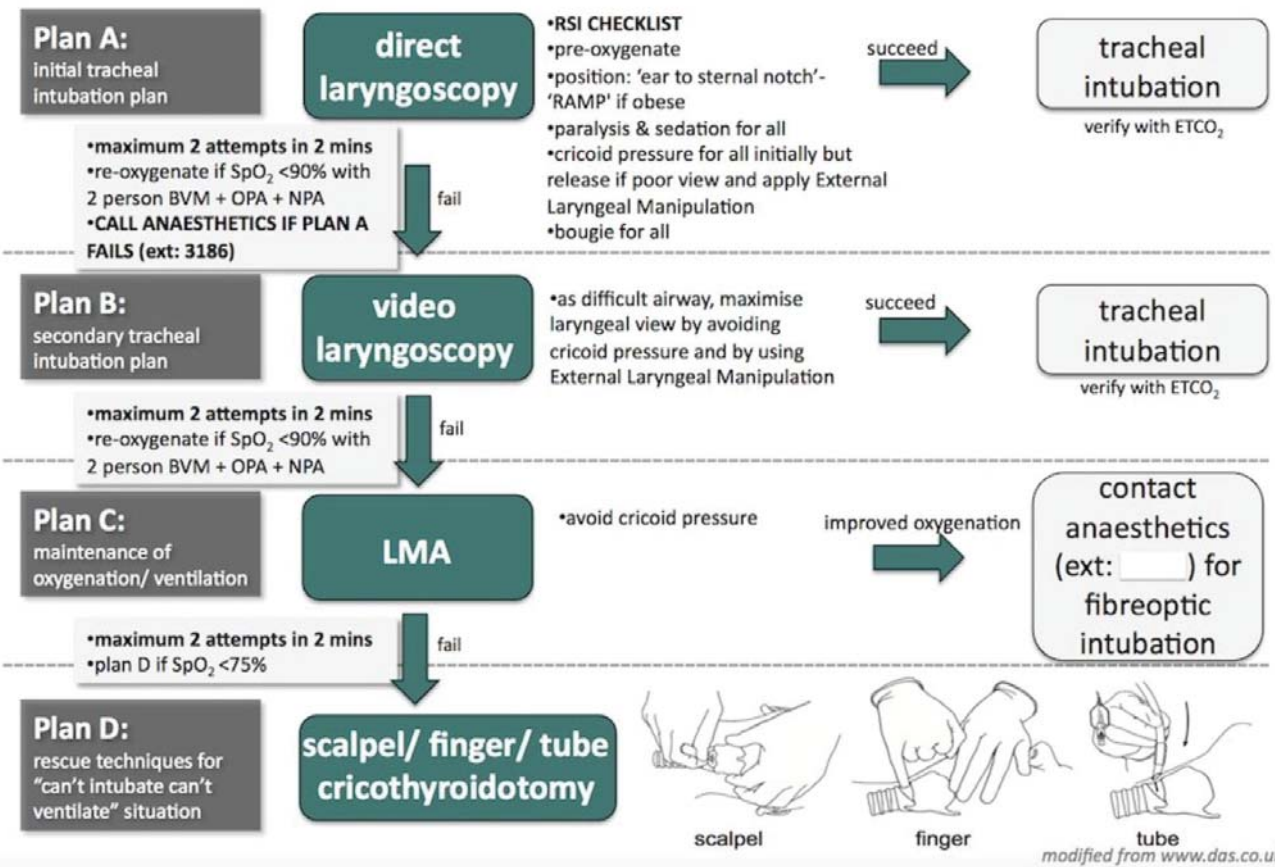 Plan A:
initial tracheal
intubation plan
direct
laryngoscopy
•RSI CHECKLIST
•pre-oxygenate
•position: 'ear to sternal notch'-
'RAMP' if obese
•paralysis & sedation for all
•cricoid pressure for all initially but
release if poor view and apply External
Laryngeal Manipulation
•bougie for all
succeed
tracheal
intubation
verify with ETCO₂
•maximum 2 attempts in 2 mins
•re-oxygenate if SpO₂ <90% with
2 person BVM + OPA + NPA
•CALL ANAESTHETICS IF PLAN A
FAILS (ext: 3186)
fail
Plan B:
secondary tracheal
intubation plan
video
laryngoscopy
•as difficult airway, maximise
laryngeal view by avoiding
cricoid pressure and by using
External Laryngeal Manipulation
succeed
tracheal
intubation
verify with ETCO₂
•maximum 2 attempts in 2 mins
•re-oxygenate if SpO₂ <90% with
2 person BVM + OPA + NPA
fail
Plan C:
maintenance of
oxygenation/ ventilation
LMA
•avoid cricoid pressure
improved oxygenation
contact
anaesthetics
(ext: ) for
fibreoptic
intubation
•maximum 2 attempts in 2 mins
•plan D if SpO₂ <75%
fail
Plan D:
rescue techniques for
"can't intubate can't
ventilate" situation
scalpel/ finger/ tube
cricothyroidotomy
scalpel
finger
tube
modified from www.das.co.u